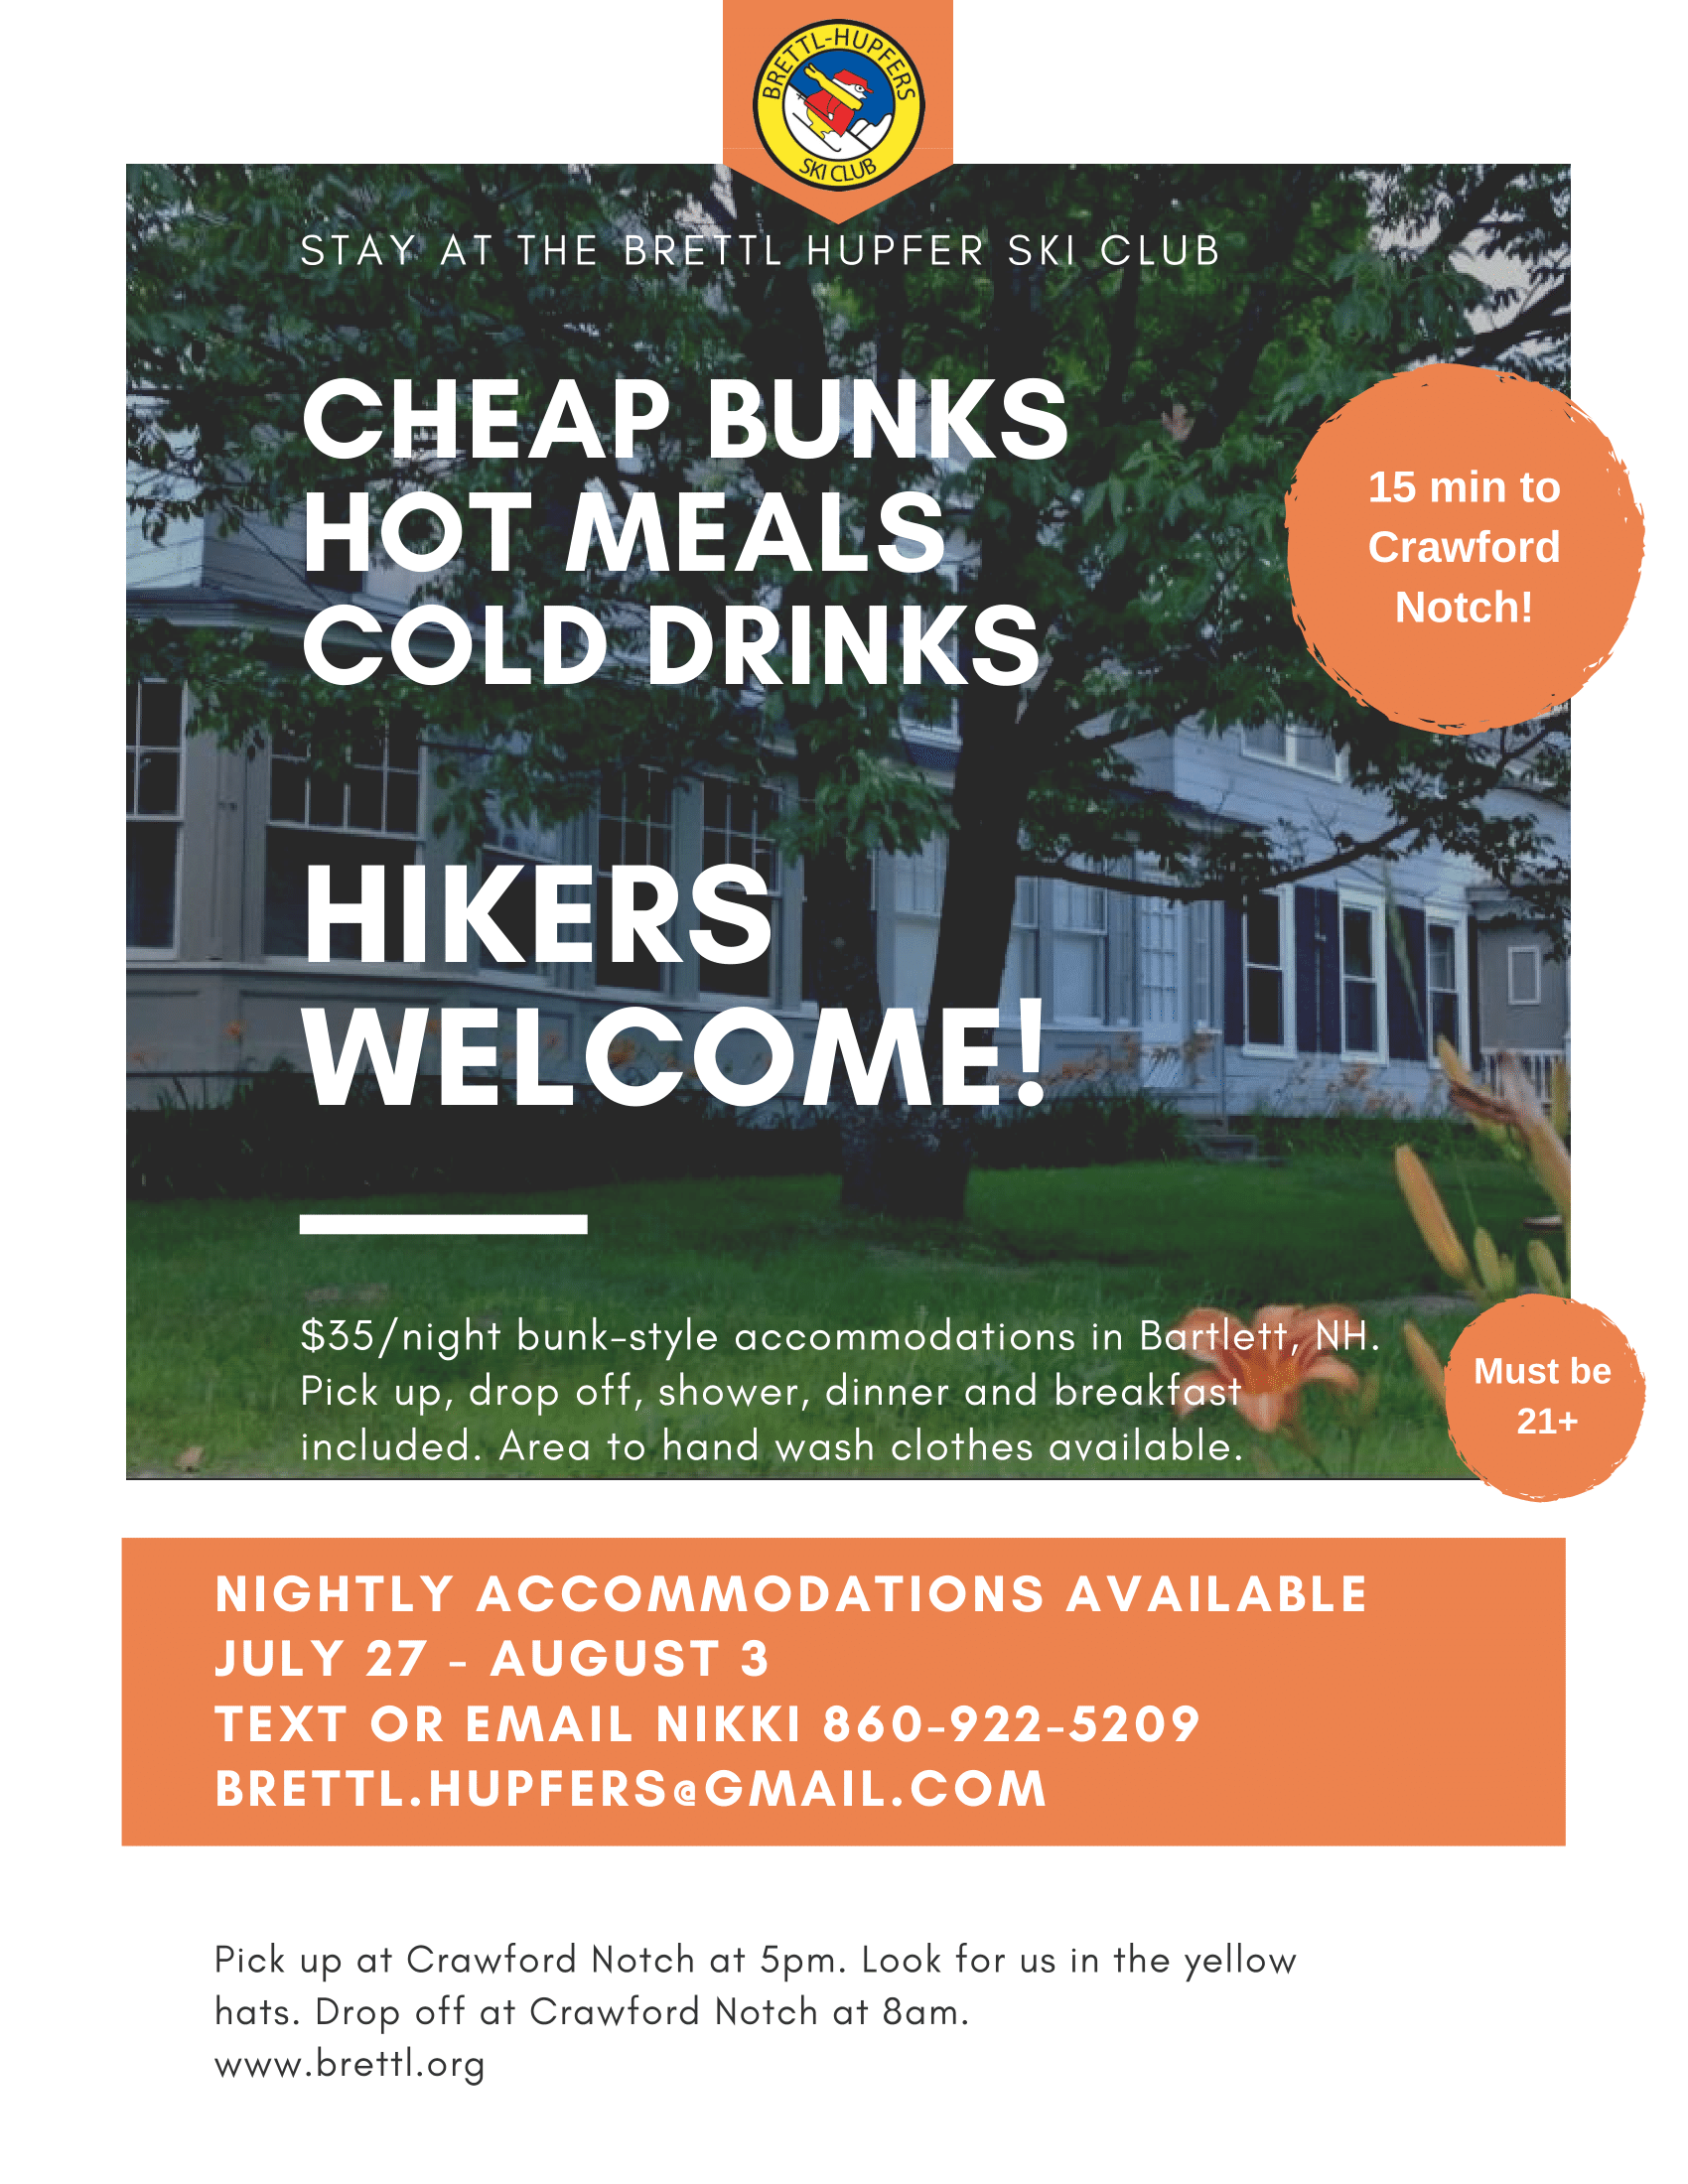 BRETTL-HUPFERS
SKI CLUB
STAY AT THE BRETTL HUPFER SKI CLUB
CHEAP BUNKS
HOT MEALS
COLD DRINKS
15 min to
Crawford
Notch!
HIKERS
WELCOME!
$35/night bunk-style accommodations in Bartlett, NH.
Pick up, drop off, shower, dinner and breakfast
included. Area to hand wash clothes available.
Must be
21+
NIGHTLY ACCOMMODATIONS AVAILABLE
JULY 27 - AUGUST 3
TEXT OR EMAIL NIKKI 860-922-5209
BRETTL.HUPFERS@GMAIL.COM
Pick up at Crawford Notch at 5pm. Look for us in the yellow
hats. Drop off at Crawford Notch at 8am.
www.brettl.org